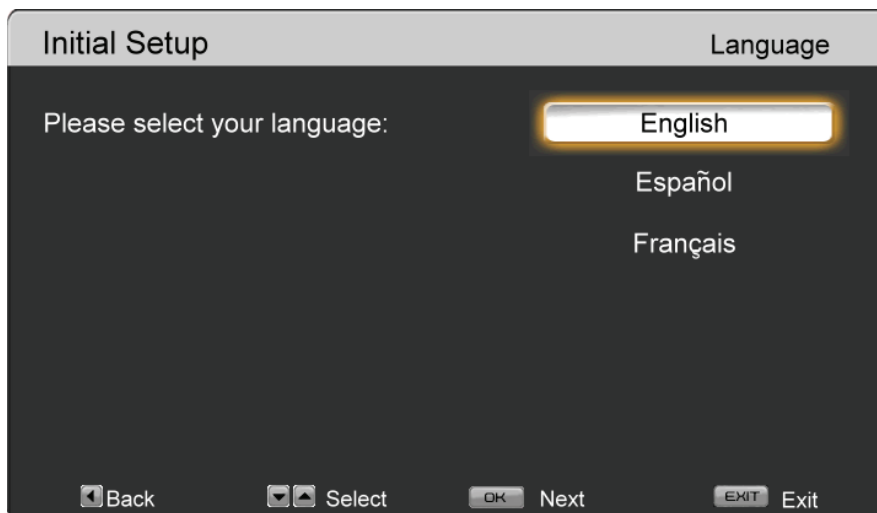 Initial Setup Language
Please select your language: English
Español
Français
Back Select OK Next EXIT Exit